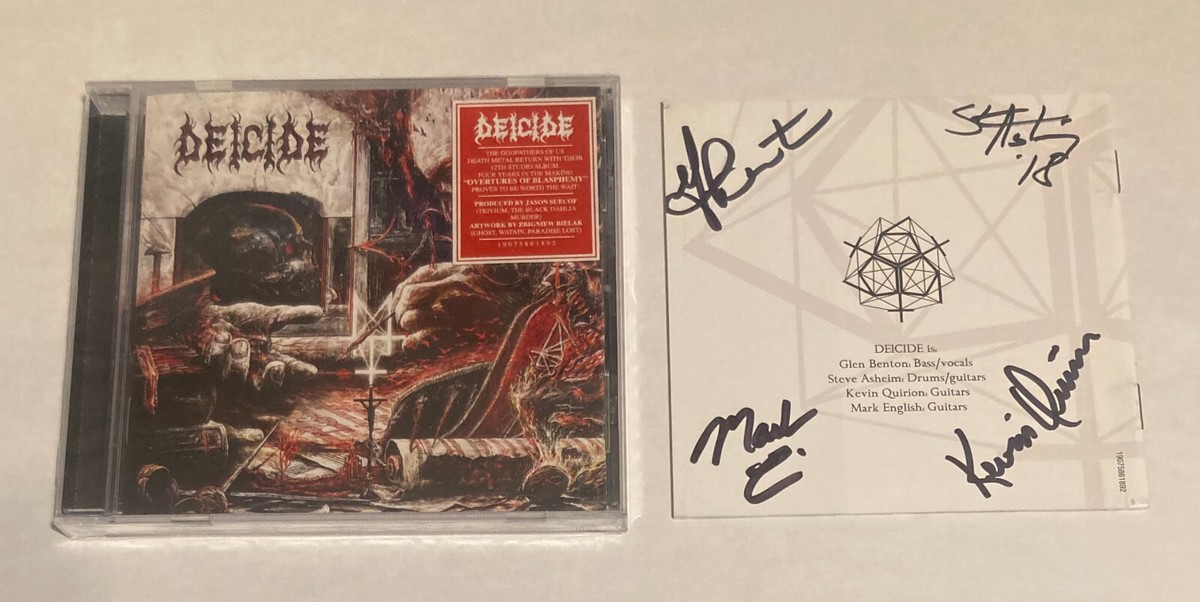 DEICIDE
DEICIDE
THE GODFATHERS OF US
DEATH METAL RETURN WITH THEIR
12TH STUDIO ALBUM.
FOUR YEARS IN THE MAKING
"OVERTURES OF BLASPHEMY"
PROVES TO BE WORTH THE WAIT!
PRODUCED BY JASON SUECOF
(TRIVIUM, THE BLACK DAHLIA
MURDER)
ARTWORK BY ZBIGNIEW BIELAK
(GHOST, WATAIN, PARADISE LOST)
19075861892
'18
DEICIDE is:
Glen Benton: Bass/vocals
Steve Asheim: Drums/guitars
Kevin Quirion: Guitars
Mark English: Guitars
Mark E.
Kevin Quirion
19075861892